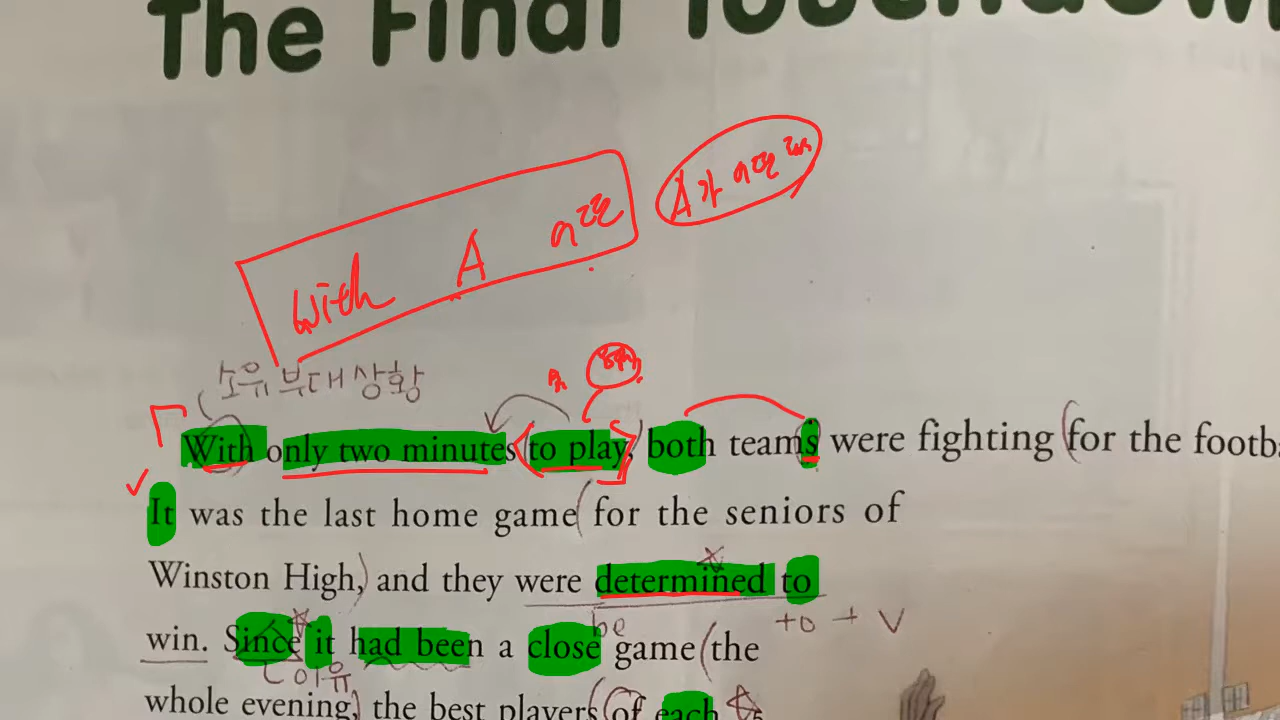 The Final Touchdow
with A 어떤
A가 어떤
소유 부대상황
With only two minutes to play, both teams were fighting for the footb
It was the last home game for the seniors of
Winston High, and they were determined to
be
to + V
win. Since it had been a close game (the
이유
whole evening, the best players of each